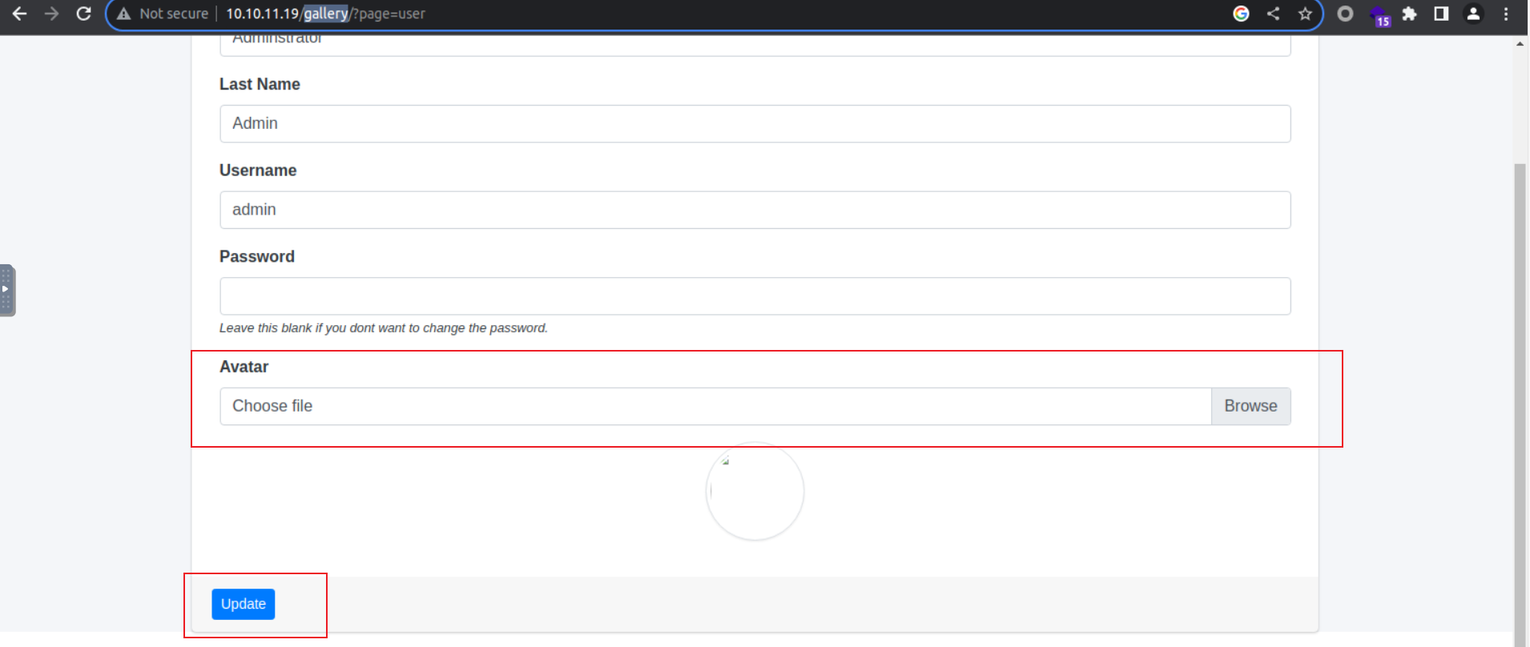 Not secure 10.10.11.19/gallery/?page=user
15
Adminstrator
Last Name
Admin
Username
admin
Password
Leave this blank if you dont want to change the password.
Avatar
Choose file Browse
Update